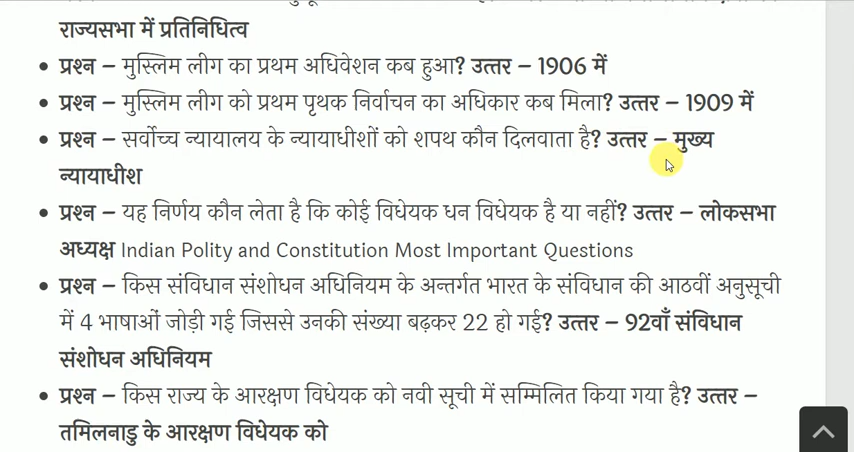 राज्यसभा में प्रतिनिधित्व
प्रश्न – मुस्लिम लीग का प्रथम अधिवेशन कब हुआ? उत्तर – 1906 में
प्रश्न – मुस्लिम लीग को प्रथम पृथक निर्वाचन का अधिकार कब मिला? उत्तर – 1909 में
प्रश्न – सर्वोच्च न्यायालय के न्यायाधीशों को शपथ कौन दिलवाता है? उत्तर – मुख्य
न्यायाधीश
प्रश्न – यह निर्णय कौन लेता है कि कोई विधेयक धन विधेयक है या नहीं? उत्तर – लोकसभा
अध्यक्ष Indian Polity and Constitution Most Important Questions
प्रश्न – किस संविधान संशोधन अधिनियम के अन्तर्गत भारत के संविधान की आठवीं अनुसूची
में 4 भाषाओं जोड़ी गई जिससे उनकी संख्या बढ़कर 22 हो गई? उत्तर – 92वाँ संविधान
संशोधन अधिनियम
प्रश्न – किस राज्य के आरक्षण विधेयक को नवी सूची में सम्मिलित किया गया है? उत्तर –
तमिलनाडु के आरक्षण विधेयक को